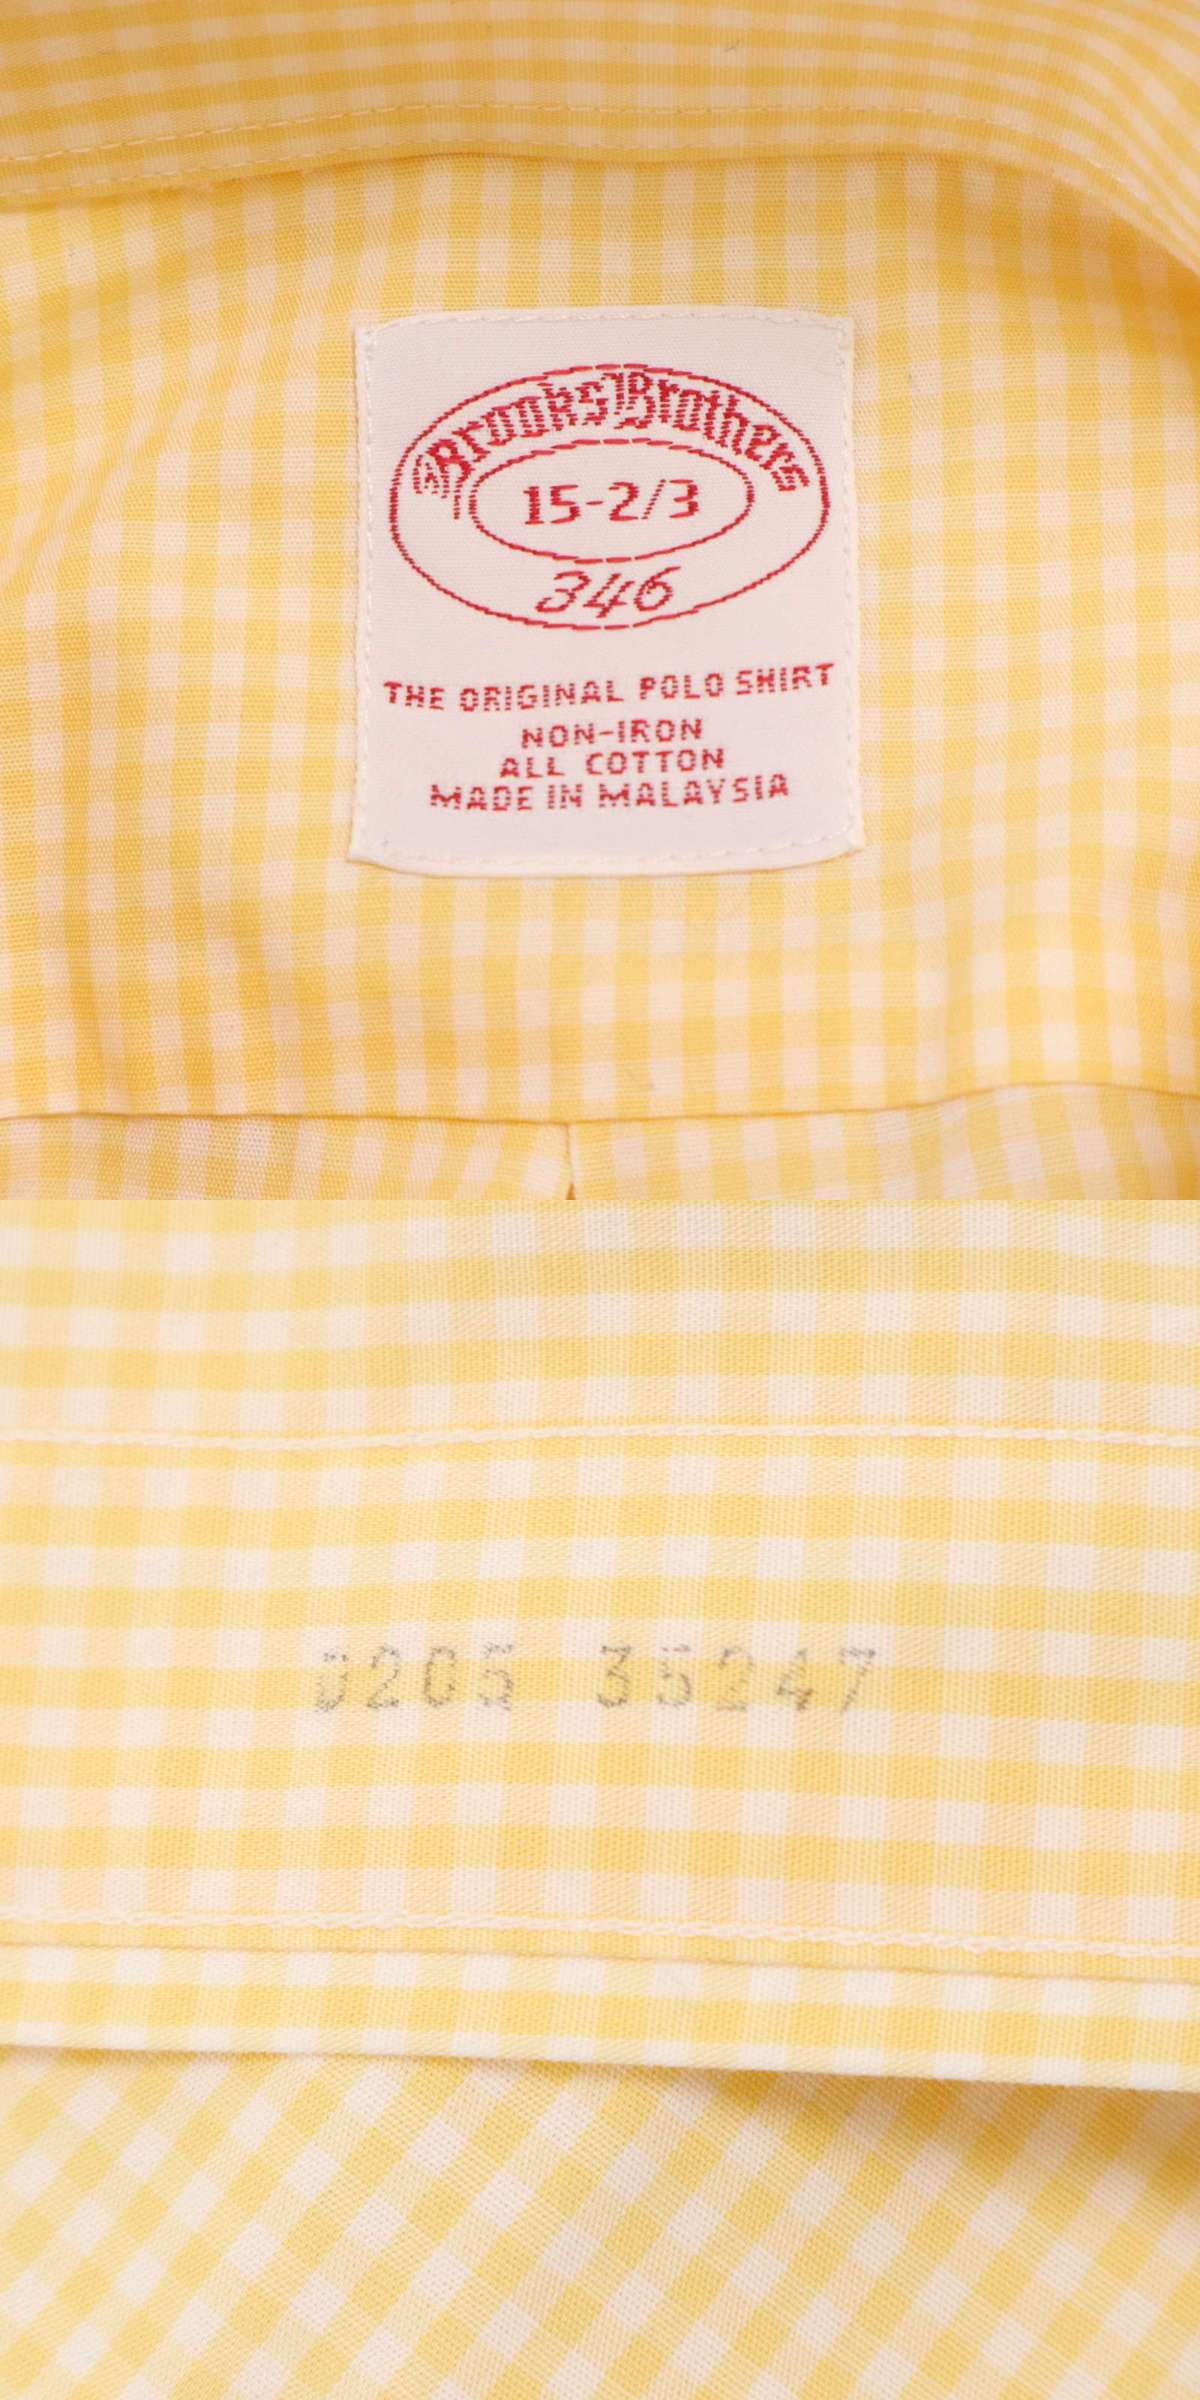 Brooks Brothers
15-2/3
346
THE ORIGINAL POLO SHIRT
NON-IRON
ALL COTTON
MADE IN MALAYSIA
0205 35247